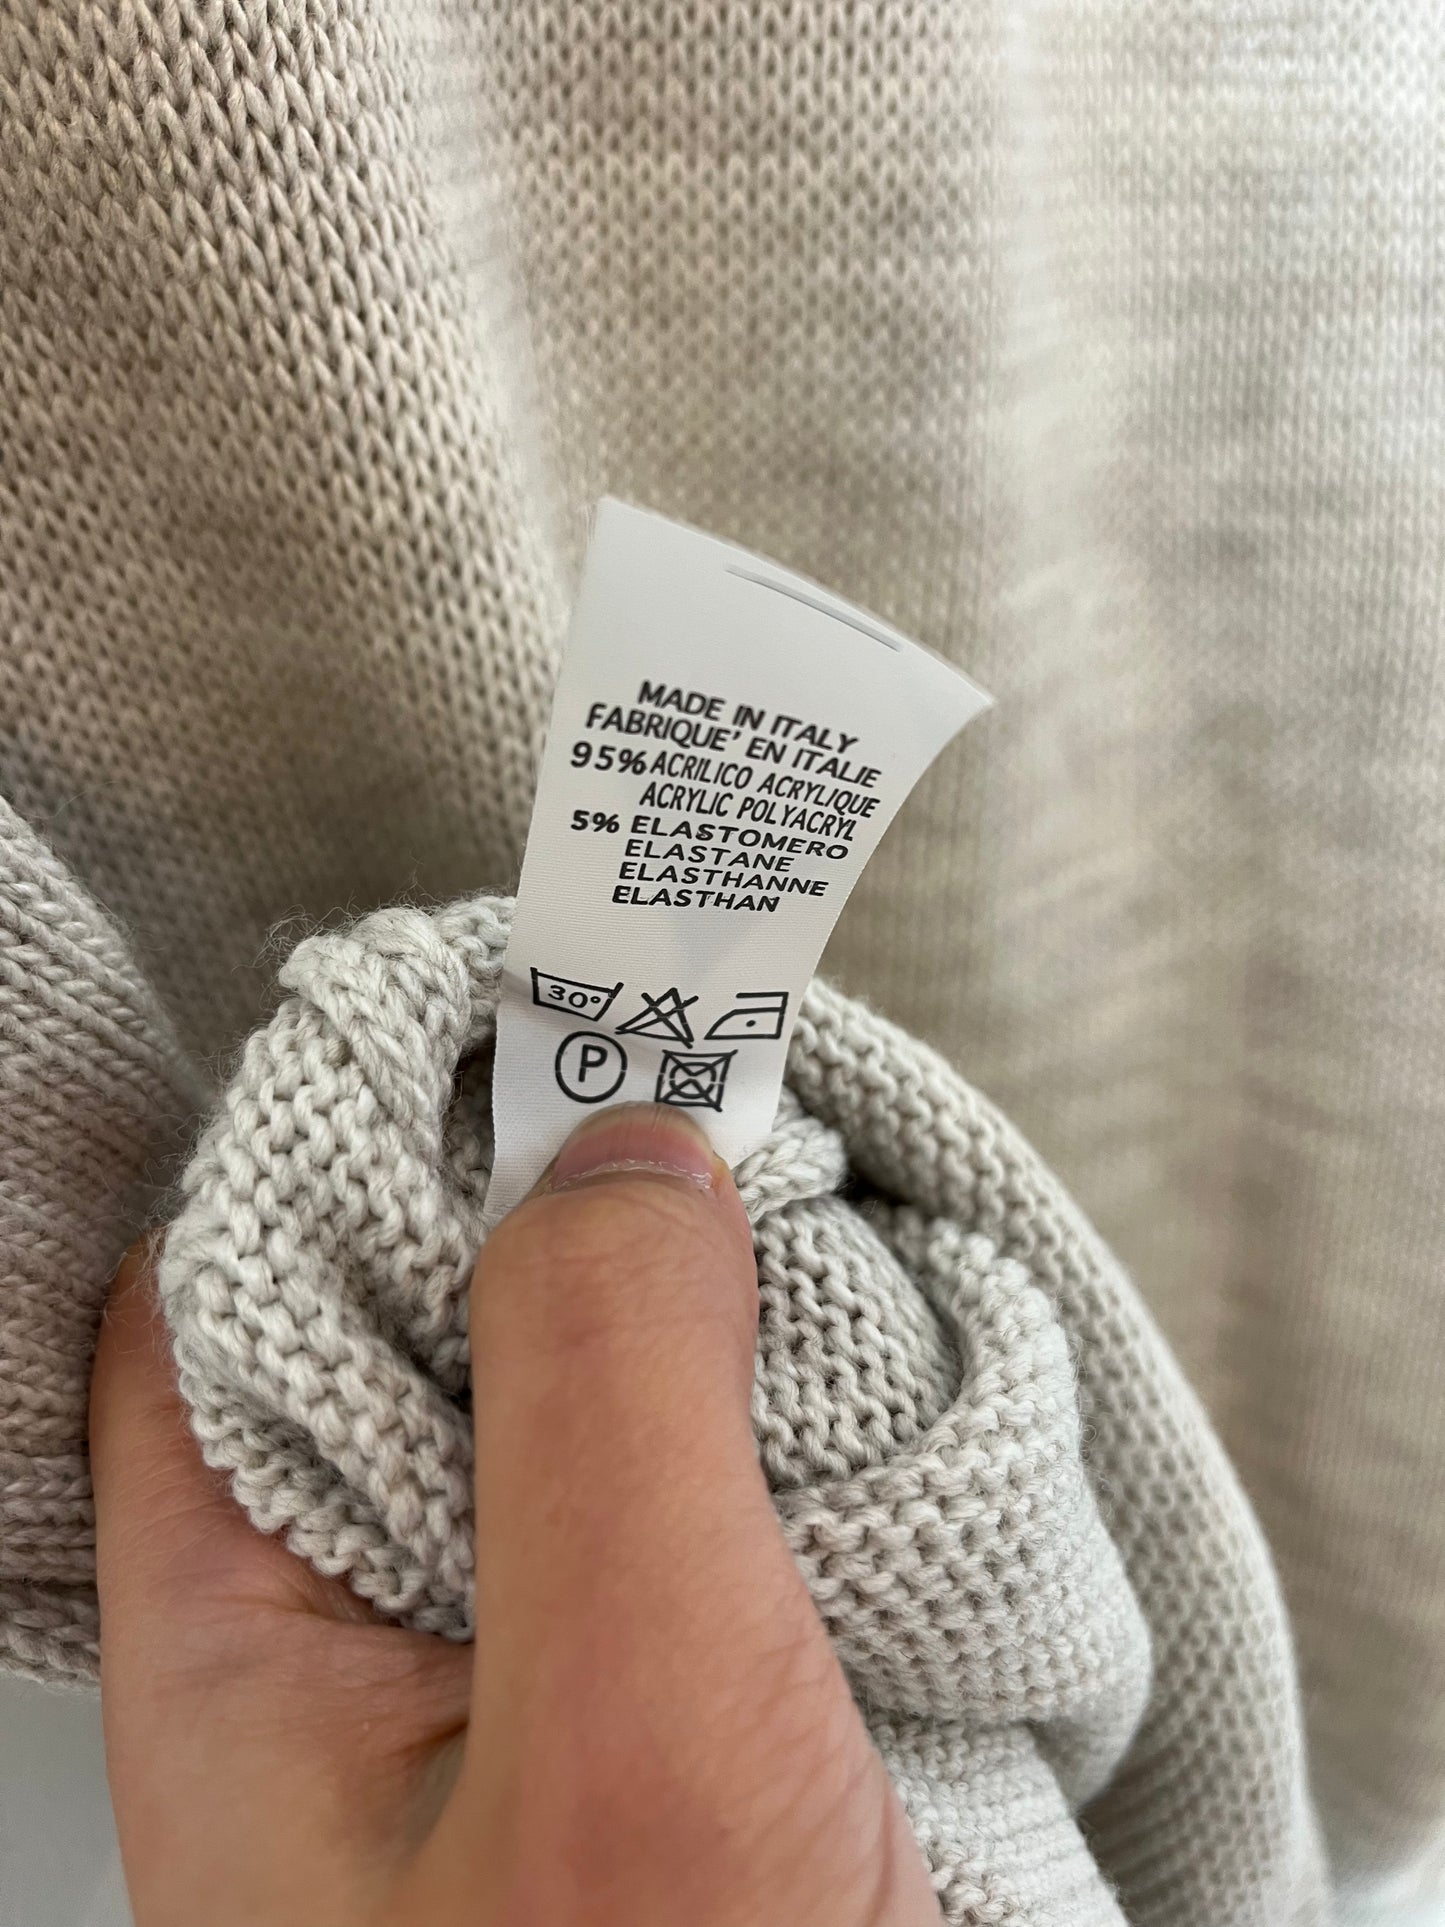 MADE IN ITALY
FABRIQUE' EN ITALIE
95% ACRILICO ACRYLIQUE
ACRYLIC POLYACRYL
5% ELASTOMERO
ELASTANE
ELASTHANNE
ELASTHAN
30°
P